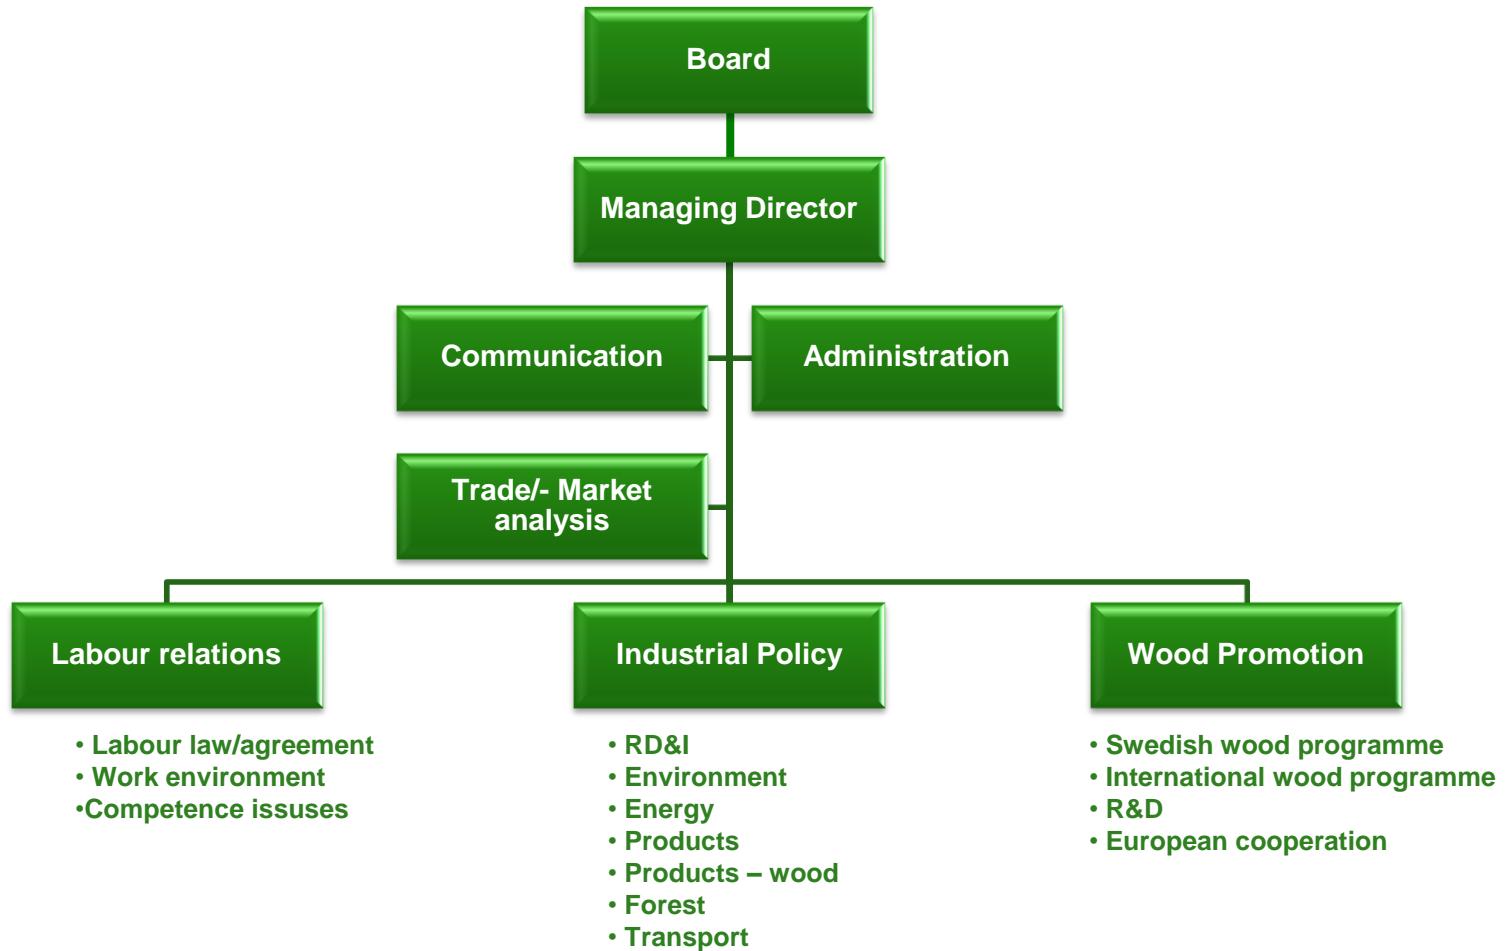 Board
Managing Director
Communication
Administration
Trade/- Market
analysis
Labour relations
Industrial Policy
Wood Promotion
• Labour law/agreement
• Work environment
•Competence issuses
• RD&I
• Environment
• Energy
• Products
• Products – wood
• Forest
• Transport
• Swedish wood programme
• International wood programme
• R&D
• European cooperation